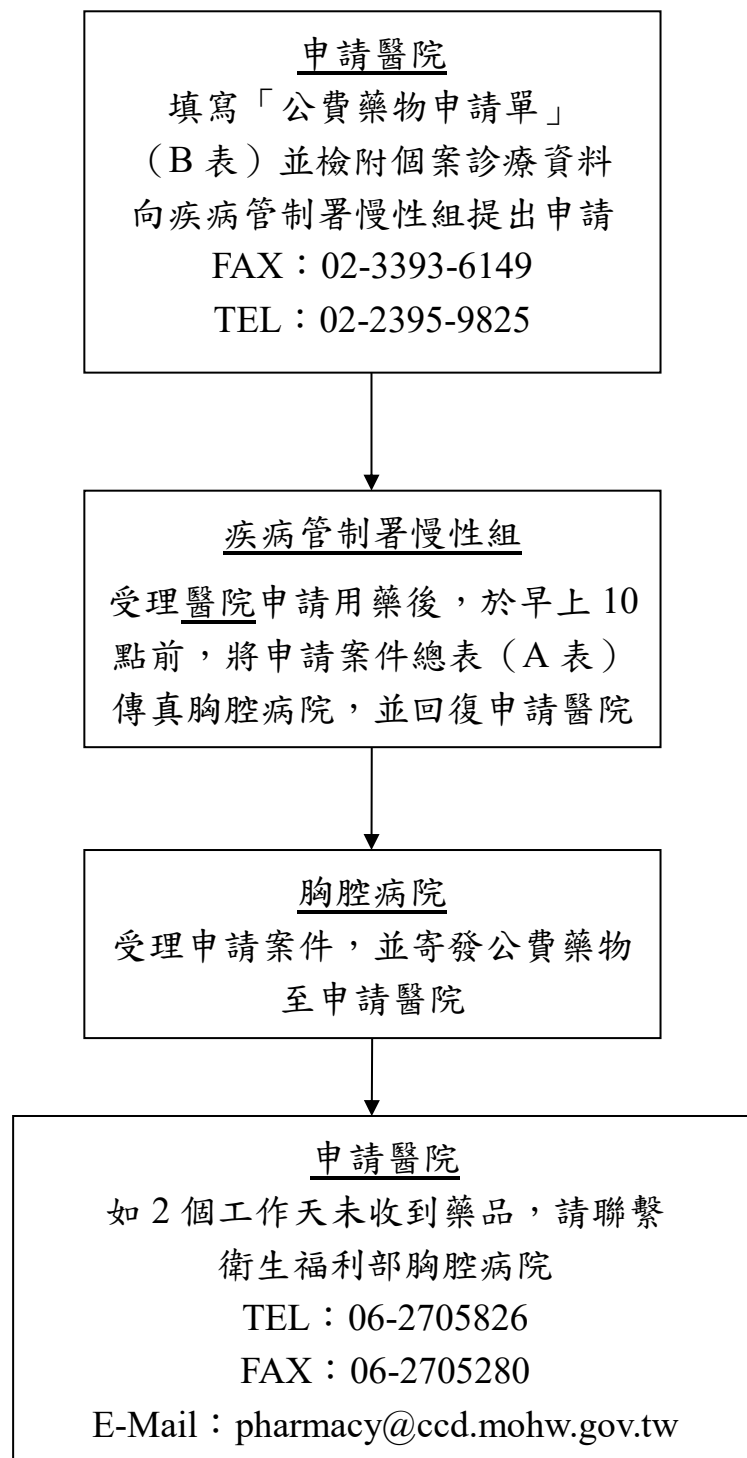 申請醫院
填寫「公費藥物申請單」
（B 表）並檢附個案診療資料
向疾病管制署慢性組提出申請
FAX：02-3393-6149
TEL：02-2395-9825
疾病管制署慢性組
受理醫院申請用藥後，於早上 10
點前，將申請案件總表（A 表）
傳真胸腔病院，並回復申請醫院
胸腔病院
受理申請案件，並寄發公費藥物
至申請醫院
申請醫院
如 2 個工作天未收到藥品，請聯繫
衛生福利部胸腔病院
TEL：06-2705826
FAX：06-2705280
E-Mail：pharmacy@ccd.mohw.gov.tw